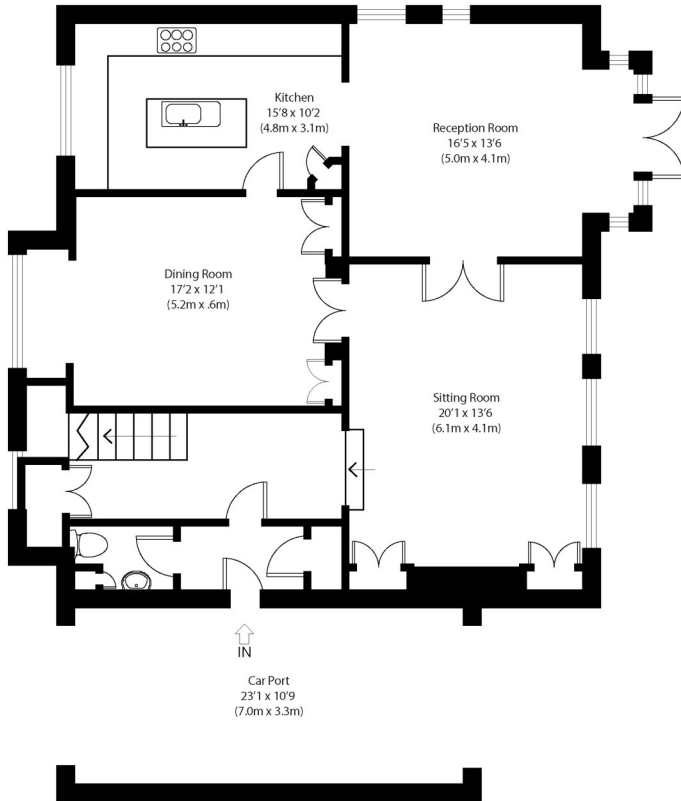 Kitchen
15'8 x 10'2
(4.8m x 3.1m)
Reception Room
16'5 x 13'6
(5.0m x 4.1m)
Dining Room
17'2 x 12'1
(5.2m x .6m)
Sitting Room
20'1 x 13'6
(6.1m x 4.1m)
IN
Car Port
23'1 x 10'9
(7.0m x 3.3m)